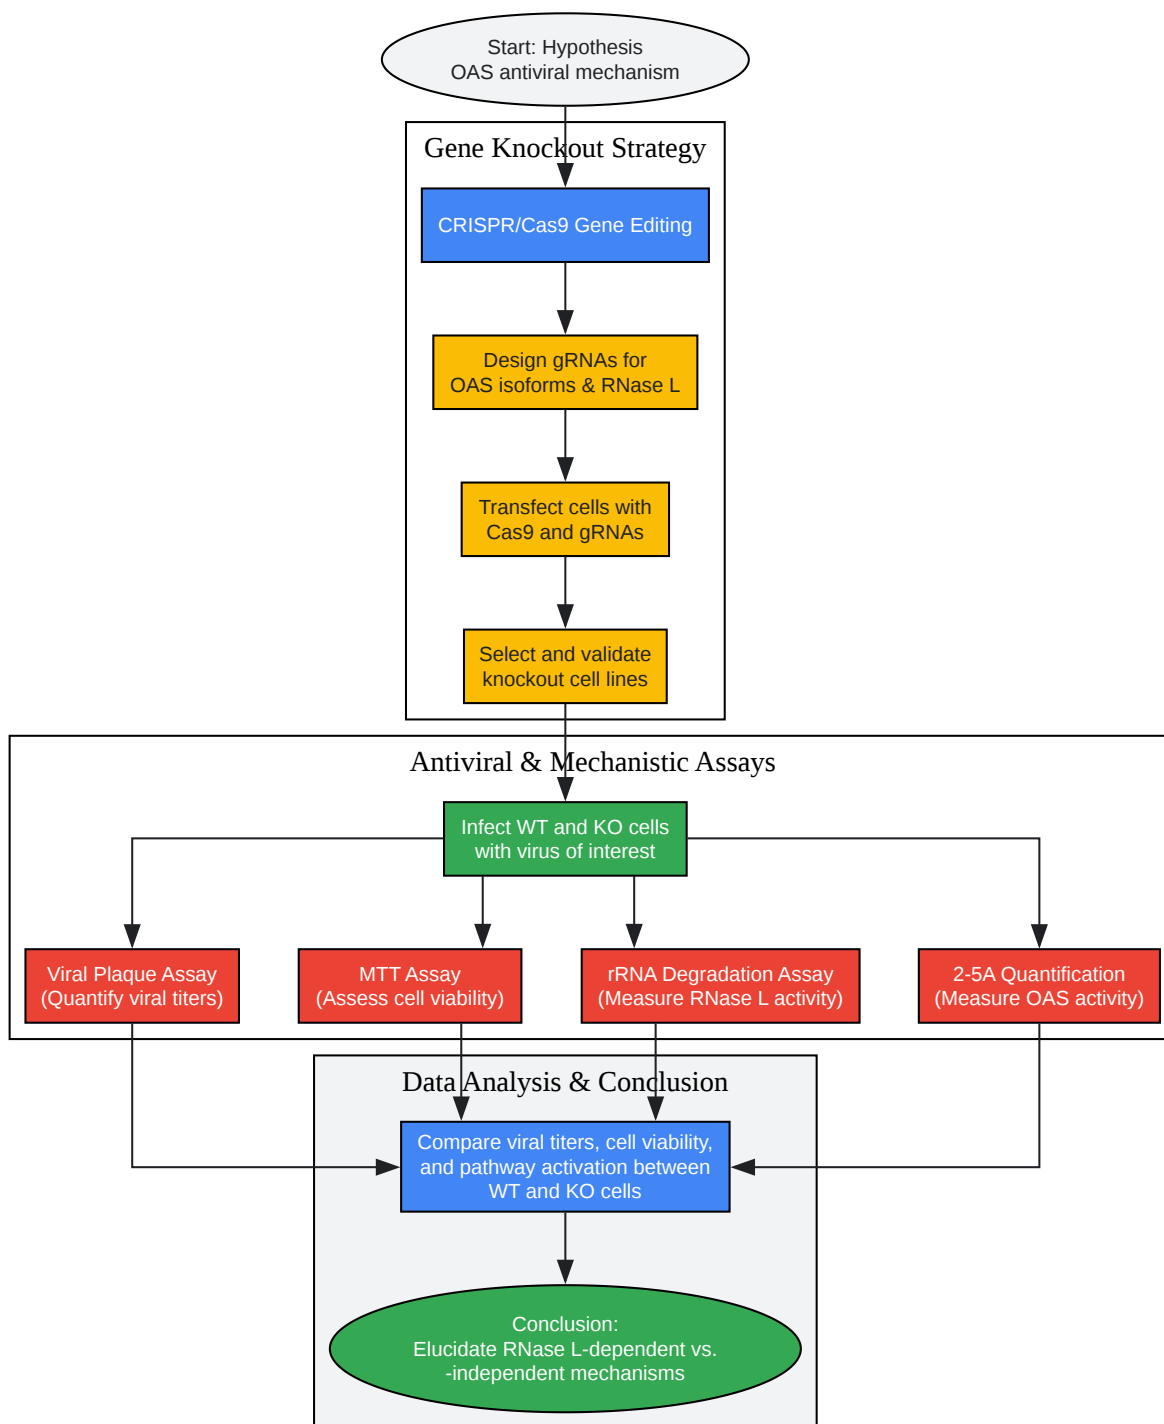 Start: Hypothesis
OAS antiviral mechanism
Gene Knockout Strategy
CRISPR/Cas9 Gene Editing
Design gRNAs for
OAS isoforms & RNase L
Transfect cells with
Cas9 and gRNAs
Select and validate
knockout cell lines
Antiviral & Mechanistic Assays
Infect WT and KO cells
with virus of interest
Viral Plaque Assay
(Quantify viral titers)
MTT Assay
(Assess cell viability)
rRNA Degradation Assay
(Measure RNase L activity)
2-5A Quantification
(Measure OAS activity)
Data Analysis & Conclusion
Compare viral titers, cell viability,
and pathway activation between
WT and KO cells
Conclusion:
Elucidate RNase L-dependent vs.
-independent mechanisms